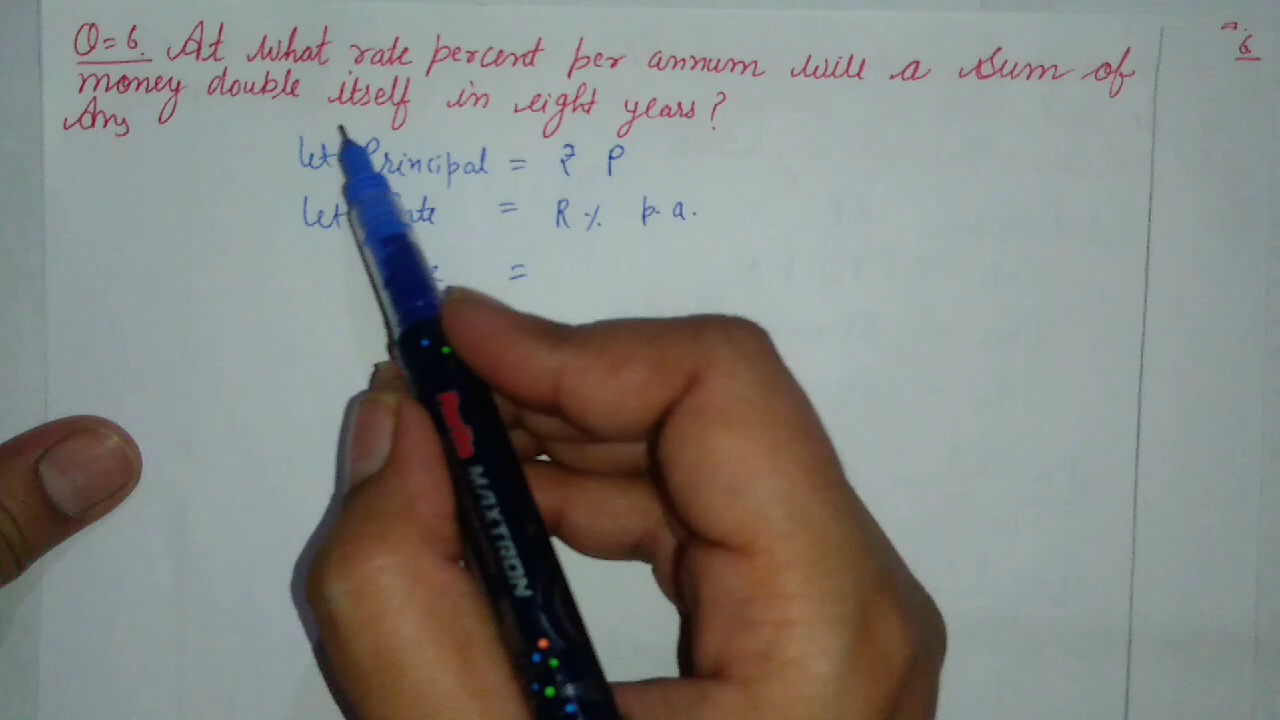 Q=6. At what rate percent per annum will a sum of
money double itself in eight years?
Ans
let Principal = ₹ P
let = R % p.a.
=
6
MAXTRON